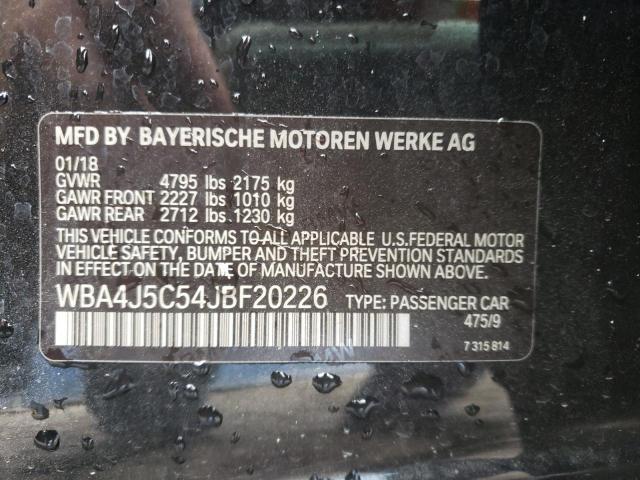 MFD BY BAYERISCHE MOTOREN WERKE AG
01/18
GVWR 4795 lbs 2175 kg
GAWR FRONT 2227 lbs 1010 kg
GAWR REAR 2712 lbs 1230 kg
THIS VEHICLE CONFORMS TO ALL APPLICABLE U.S.FEDERAL MOTOR
VEHICLE SAFETY, BUMPER, AND THEFT PREVENTION STANDARDS
IN EFFECT ON THE DATE OF MANUFACTURE SHOWN ABOVE.
WBA4J5C54JBF20226 TYPE: PASSENGER CAR
475/9
7 315 814